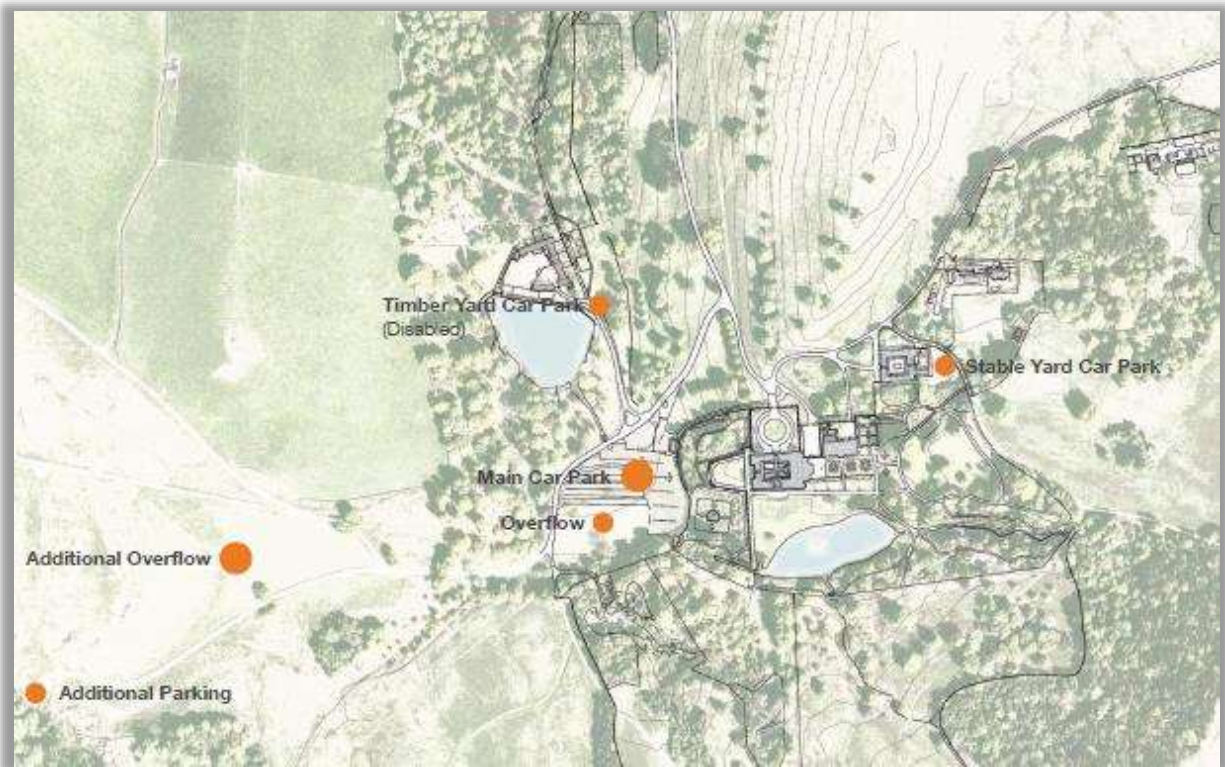 Timber Yard Car Park
(Disabled)
Stable Yard Car Park
Main Car Park
Overflow
Additional Overflow
Additional Parking